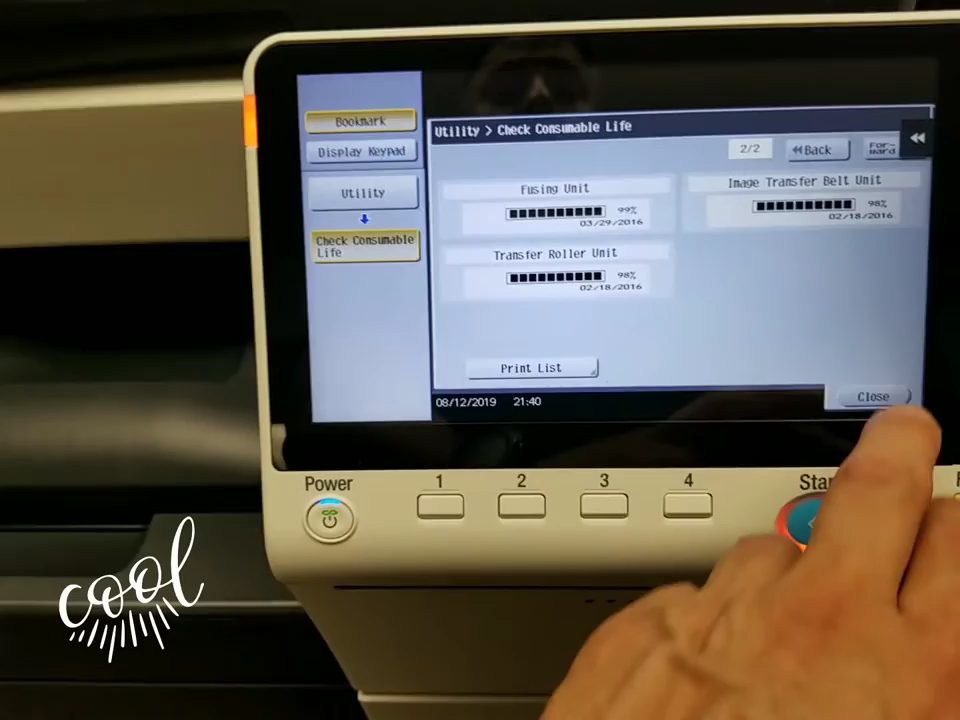 Bookmark
Display Keypad
Utility
Check Consumable
Life
Utility > Check Consumable Life
2/2
Back
For-
ward
Fusing Unit
99%
03/29/2016
Image Transfer Belt Unit
98%
02/18/2016
Transfer Roller Unit
98%
02/18/2016
Print List
08/12/2019 21:40
Close
Power
1
2
3
4
cool